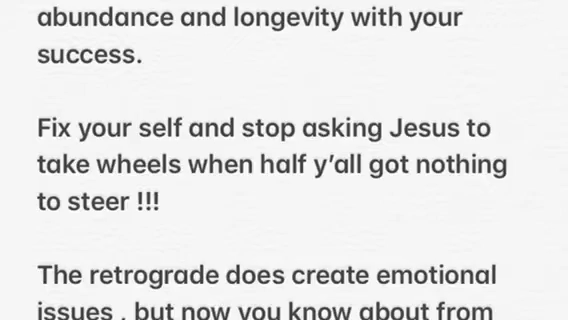 abundance and longevity with your
success.
Fix your self and stop asking Jesus to
take wheels when half y'all got nothing
to steer !!!
The retrograde does create emotional
issues , but now you know about from